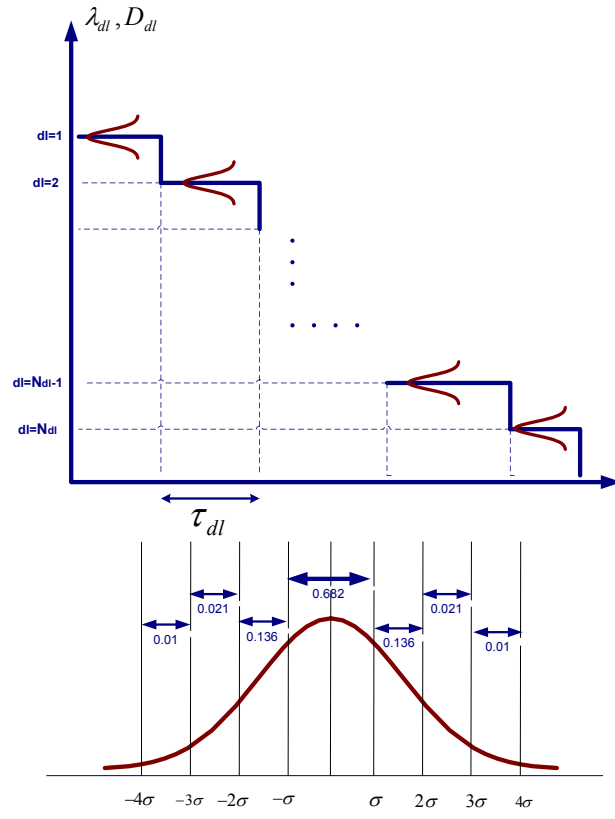 λdl , Ddl
dl=1
dl=2
dl=Ndl-1
dl=Ndl
τdl
0.682
0.021
0.021
0.01
0.136
0.136
0.01
−4σ
−3σ
−2σ
−σ
σ
2σ
3σ
4σ